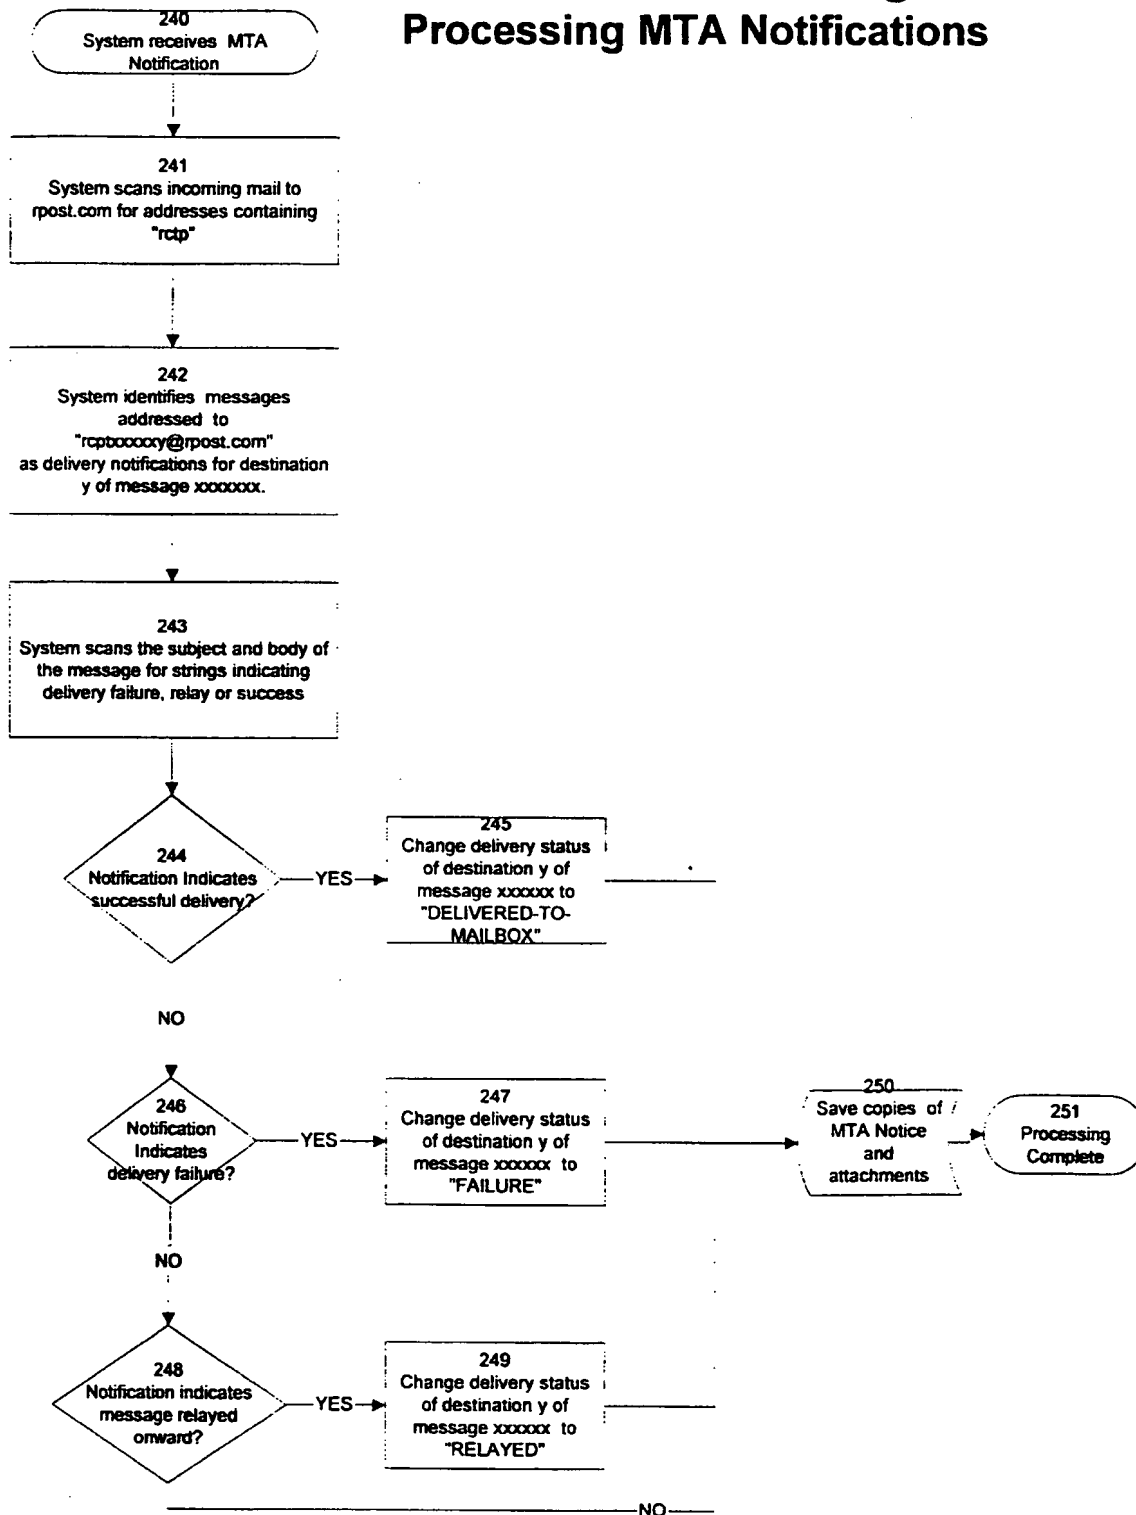 Processing MTA Notifications
240
System receives MTA
Notification
241
System scans incoming mail to
rpost.com for addresses containing
"rctp"
242
System identifies messages
addressed to
"rcptxxxxxy@rpost.com"
as delivery notifications for destination
y of message xxxxxxx.
243
System scans the subject and body of
the message for strings indicating
delivery failure, relay or success
244
Notification Indicates
successful delivery?
YES
245
Change delivery status
of destination y of
message xxxxxx to
"DELIVERED-TO-
MAILBOX"
NO
246
Notification
Indicates
delivery failure?
YES
247
Change delivery status
of destination y of
message xxxxxx to
"FAILURE"
250
Save copies of
MTA Notice
and
attachments
251
Processing
Complete
NO
248
Notification indicates
message relayed
onward?
YES
249
Change delivery status
of destination y of
message xxxxxx to
"RELAYED"
NO